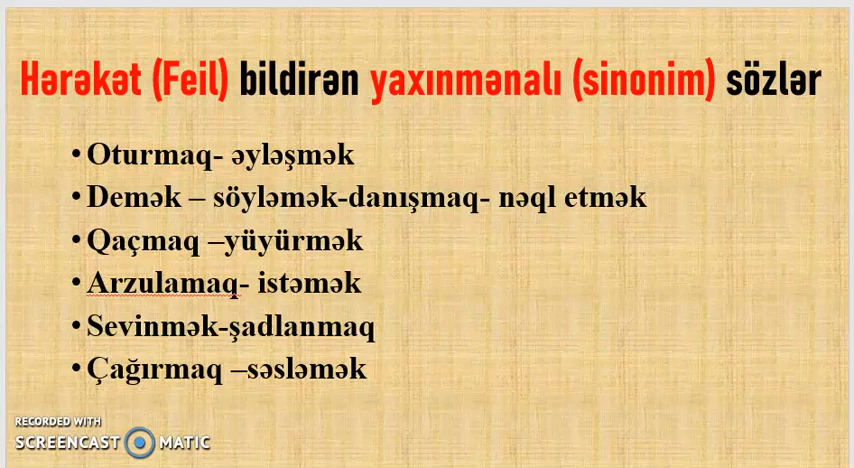 Hərəkət (Feil) bildirən yaxınmənalı (sinonim) sözlər
• Oturmaq- əyləşmək
• Demək – söyləmək-danışmaq- nəql etmək
• Qaçmaq –yüyürmək
• Arzulamaq- istəmək
• Sevinmək-şadlanmaq
• Çağırmaq –səsləmək
RECORDED WITH
SCREENCAST MATIC